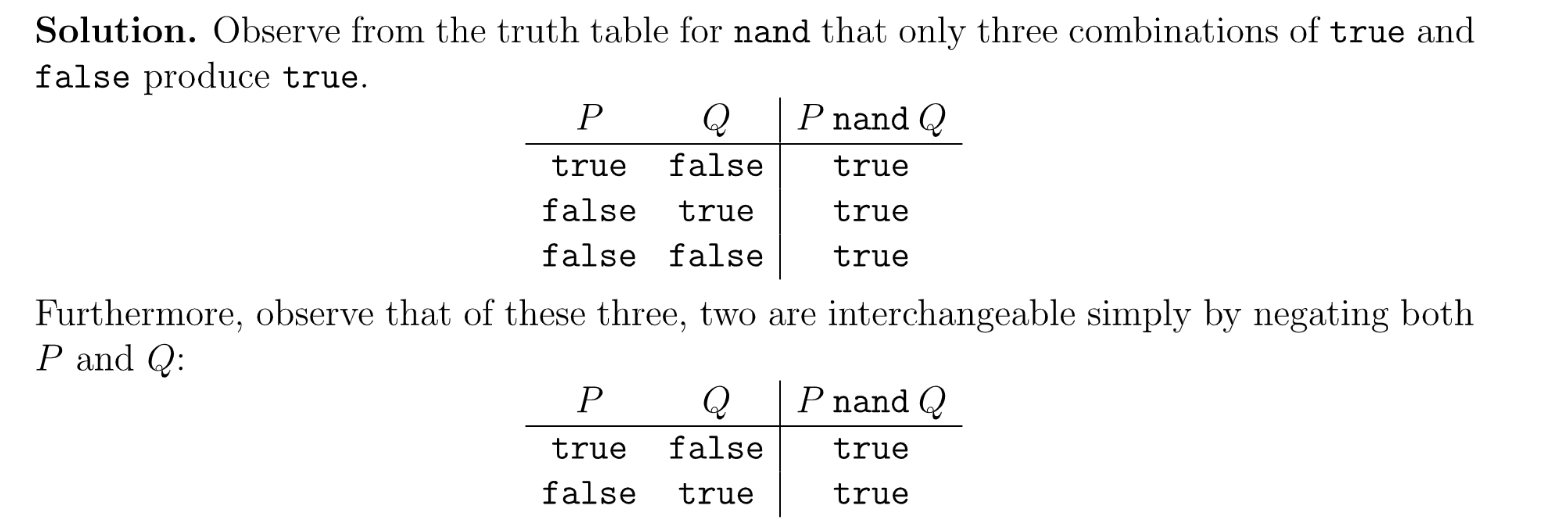 Solution. Observe from the truth table for nand that only three combinations of true and
false produce true.
P Q P nand Q
true false true
false true true
false false true
Furthermore, observe that of these three, two are interchangeable simply by negating both
P and Q:
P Q P nand Q
true false true
false true true